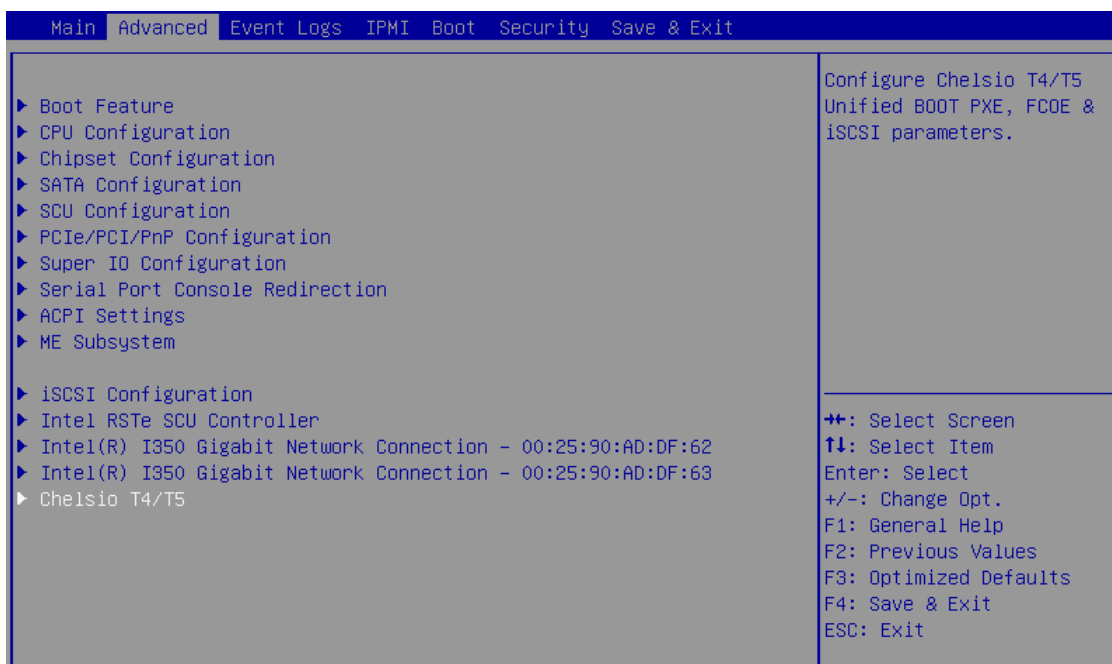 Main Advanced Event Logs IPMI Boot Security Save & Exit
▶ Boot Feature
▶ CPU Configuration
▶ Chipset Configuration
▶ SATA Configuration
▶ SCU Configuration
▶ PCIe/PCI/PnP Configuration
▶ Super IO Configuration
▶ Serial Port Console Redirection
▶ ACPI Settings
▶ ME Subsystem
▶ iSCSI Configuration
▶ Intel RSTe SCU Controller
▶ Intel(R) I350 Gigabit Network Connection - 00:25:90:AD:DF:62
▶ Intel(R) I350 Gigabit Network Connection - 00:25:90:AD:DF:63
▶ Chelsio T4/T5
Configure Chelsio T4/T5
Unified BOOT PXE, FCOE &
iSCSI parameters.
→←: Select Screen
↑↓: Select Item
Enter: Select
+/-: Change Opt.
F1: General Help
F2: Previous Values
F3: Optimized Defaults
F4: Save & Exit
ESC: Exit